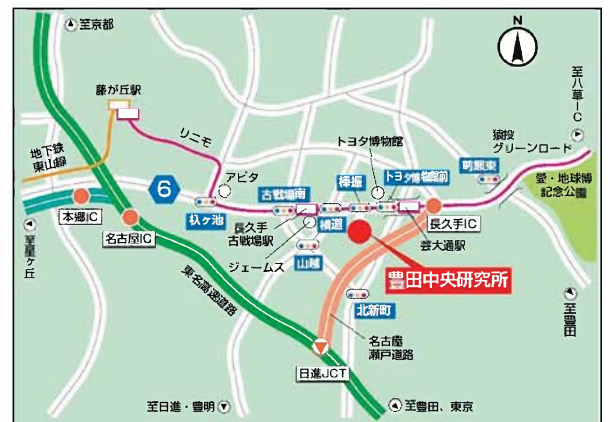 至京都
N
至八草IC
藤が丘駅
リニモ
トヨタ博物館
猿投
グリーンロード
地下鉄
東山線
アピタ
前熊東
愛・地球博
記念公園
6
古戦場南
棒振
トヨタ博物館前
本郷IC
杁ヶ池
長久手
古戦場駅
横道
長久手IC
名古屋IC
芸大通駅
至星ヶ丘
ジェームス
山越
豊田中央研究所
東名高速道路
北新町
至豊田
名古屋
瀬戸道路
日進JCT
至日進・豊明
至豊田、東京